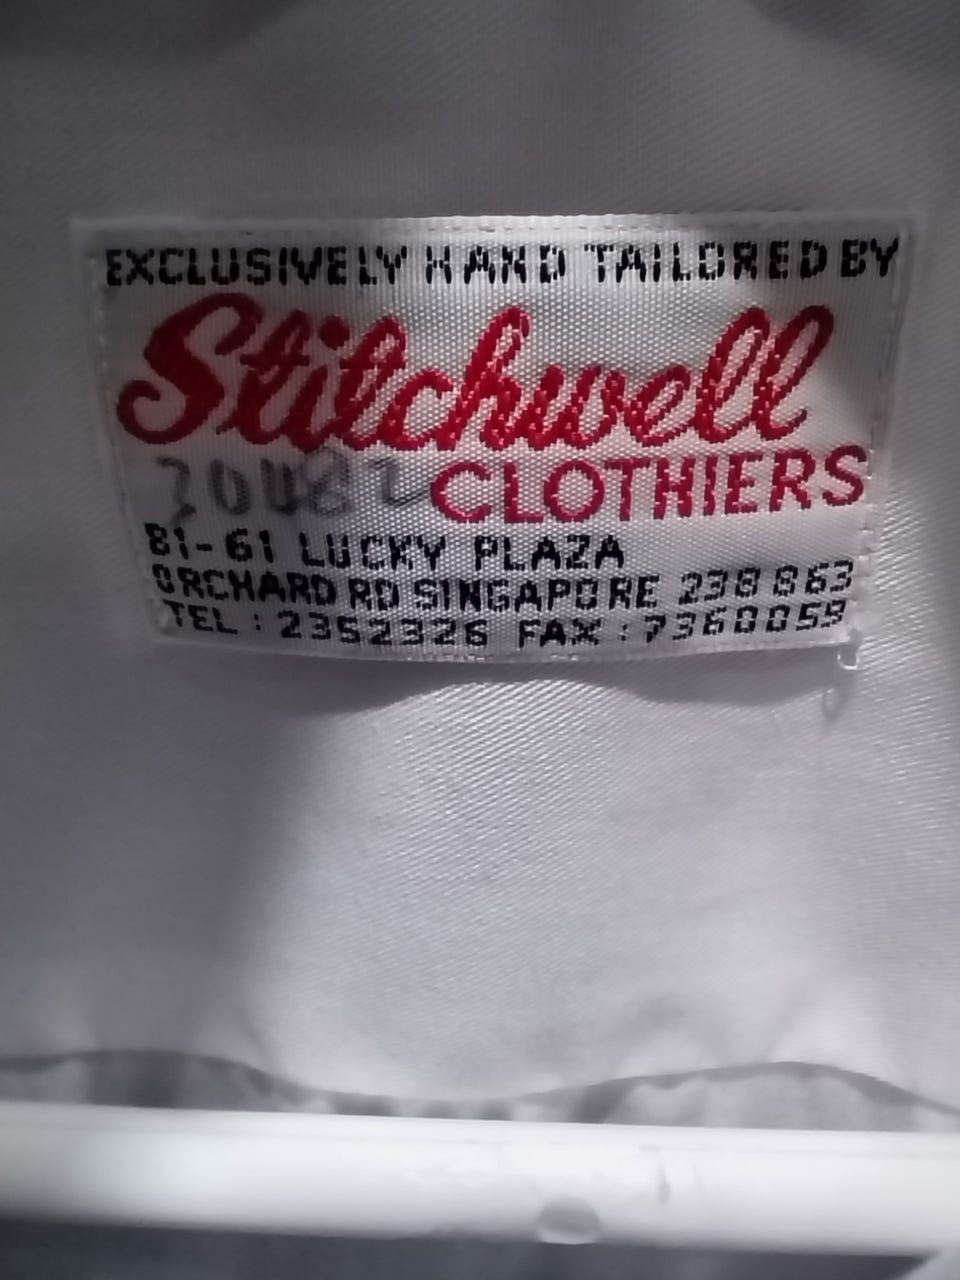 EXCLUSIVELY HAND TAILORED BY
Stitchwell
CLOTHIERS
81-61 LUCKY PLAZA
ORCHARD RD SINGAPORE 238863
TEL : 2352326 FAX : 7360059